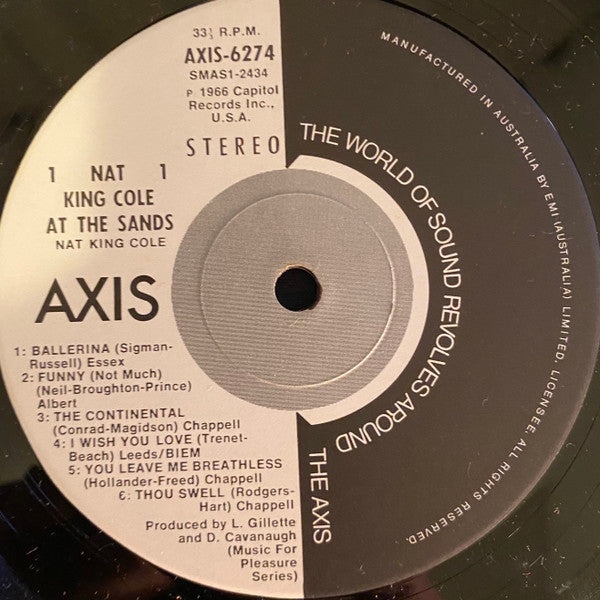 33⅓ R.P.M.
AXIS-6274
SMAS1-2434
℗ 1966 Capitol
Records Inc.,
U.S.A.
STEREO
1 NAT 1
KING COLE
AT THE SANDS
NAT KING COLE
AXIS
1: BALLERINA (Sigman-
Russell) Essex
2: FUNNY (Not Much)
(Neil-Broughton-Prince)
Albert
3: THE CONTINENTAL
(Conrad-Magidson) Chappell
4: I WISH YOU LOVE (Trenet-
Beach) Leeds/BIEM
5: YOU LEAVE ME BREATHLESS
(Hollander-Freed) Chappell
6: THOU SWELL (Rodgers-
Hart) Chappell
Produced by L. Gillette
and D. Cavanaugh
(Music For
Pleasure
Series)
THE WORLD OF SOUND REVOLVES AROUND
THE AXIS
MANUFACTURED IN AUSTRALIA BY EMI (AUSTRALIA) LIMITED. LICENSEE. ALL RIGHTS RESERVED.